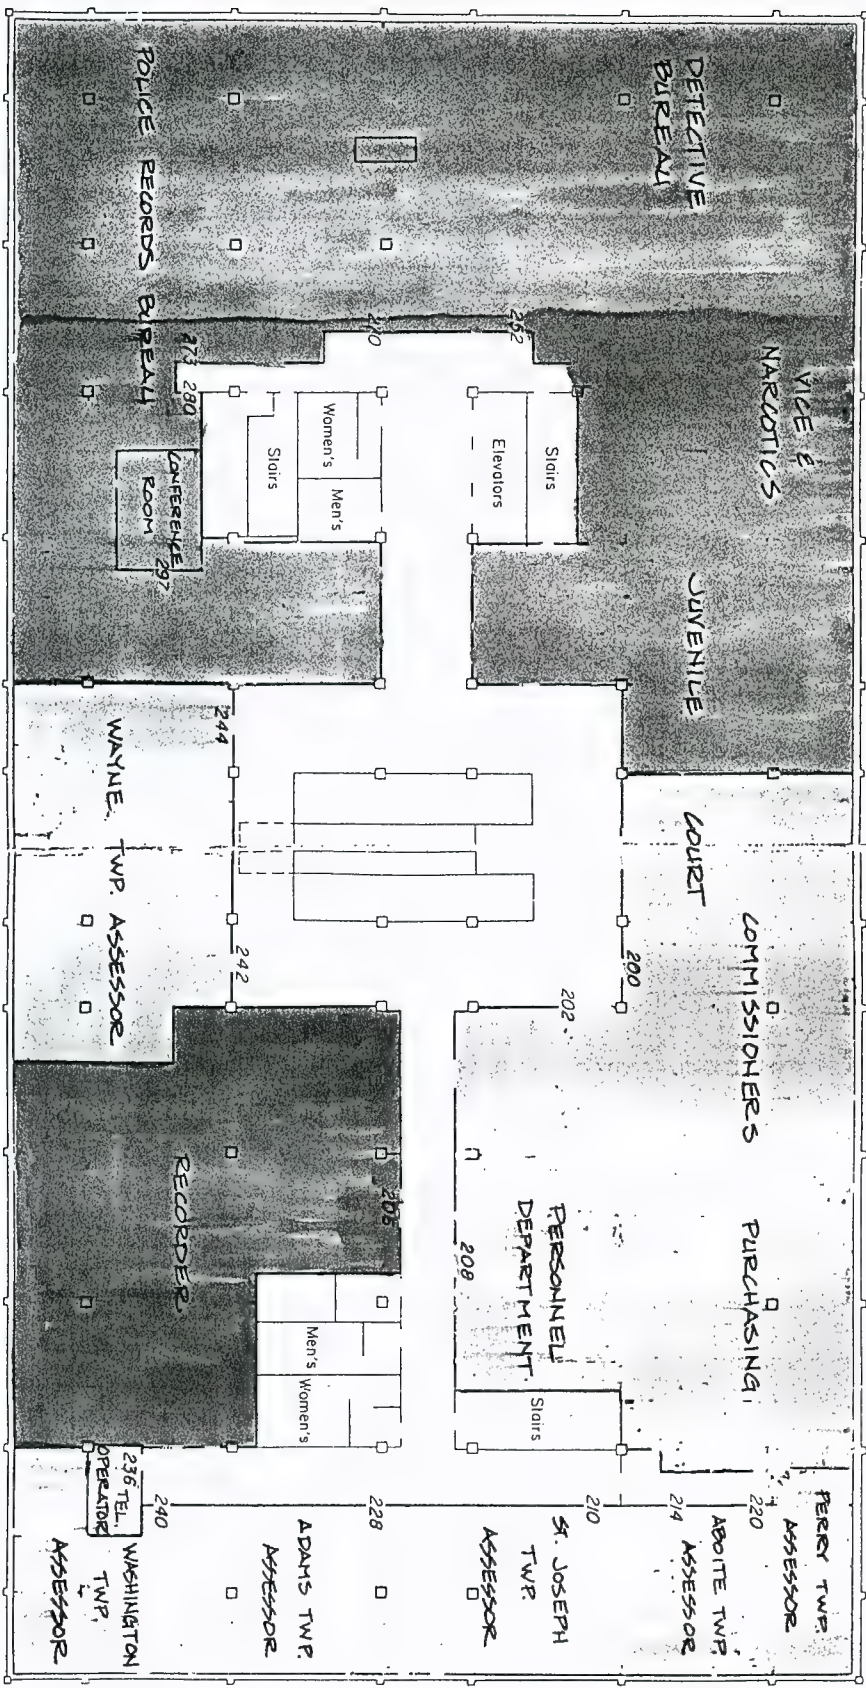 DETECTIVE
BUREAU
VICE &
NARCOTICS
JUVENILE
COURT
COMMISSIONERS
PURCHASING
PERRY TWP.
ASSESSOR
220
ABOITE TWP.
ASSESSOR
214
200
202
252
270
Stairs
Elevators
PERSONNEL
DEPARTMENT
208
Stairs
210
ST. JOSEPH
TWP.
ASSESSOR
Women's
Men's
Stairs
273
280
CONFERENCE
ROOM
297
POLICE RECORDS BUREAU
244
242
WAYNE TWP. ASSESSOR
RECORDER
Men's
Women's
228
ADAMS TWP.
ASSESSOR
240
236 TEL.
OPERATOR
WASHINGTON
TWP.
ASSESSOR